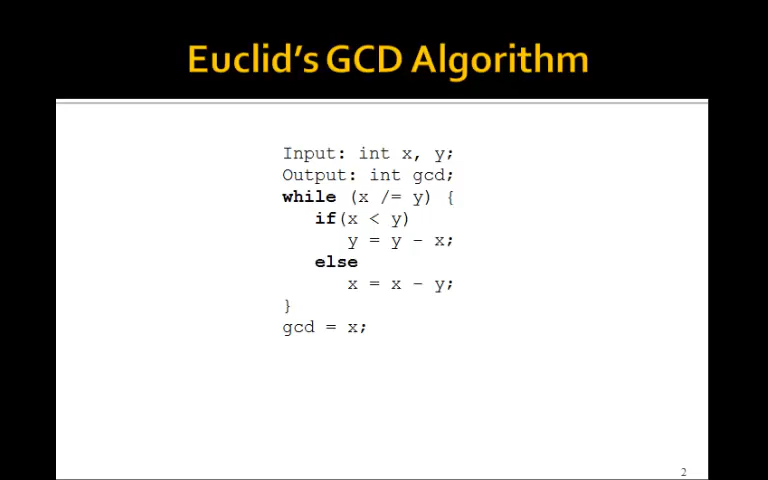 Euclid's GCD Algorithm
Input: int x, y;
Output: int gcd;
while (x /= y) {
if(x < y)
y = y - x;
else
x = x - y;
}
gcd = x;
2